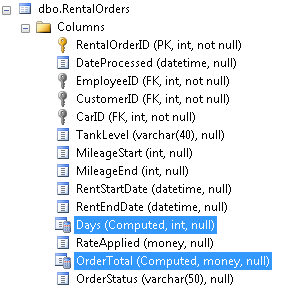 dbo.RentalOrders
Columns
RentalOrderID (PK, int, not null)
DateProcessed (datetime, null)
EmployeeID (FK, int, not null)
CustomerID (FK, int, not null)
CarID (FK, int, not null)
TankLevel (varchar(40), null)
MileageStart (int, null)
MileageEnd (int, null)
RentStartDate (datetime, null)
RentEndDate (datetime, null)
Days (Computed, int, null)
RateApplied (money, null)
OrderTotal (Computed, money, null)
OrderStatus (varchar(50), null)